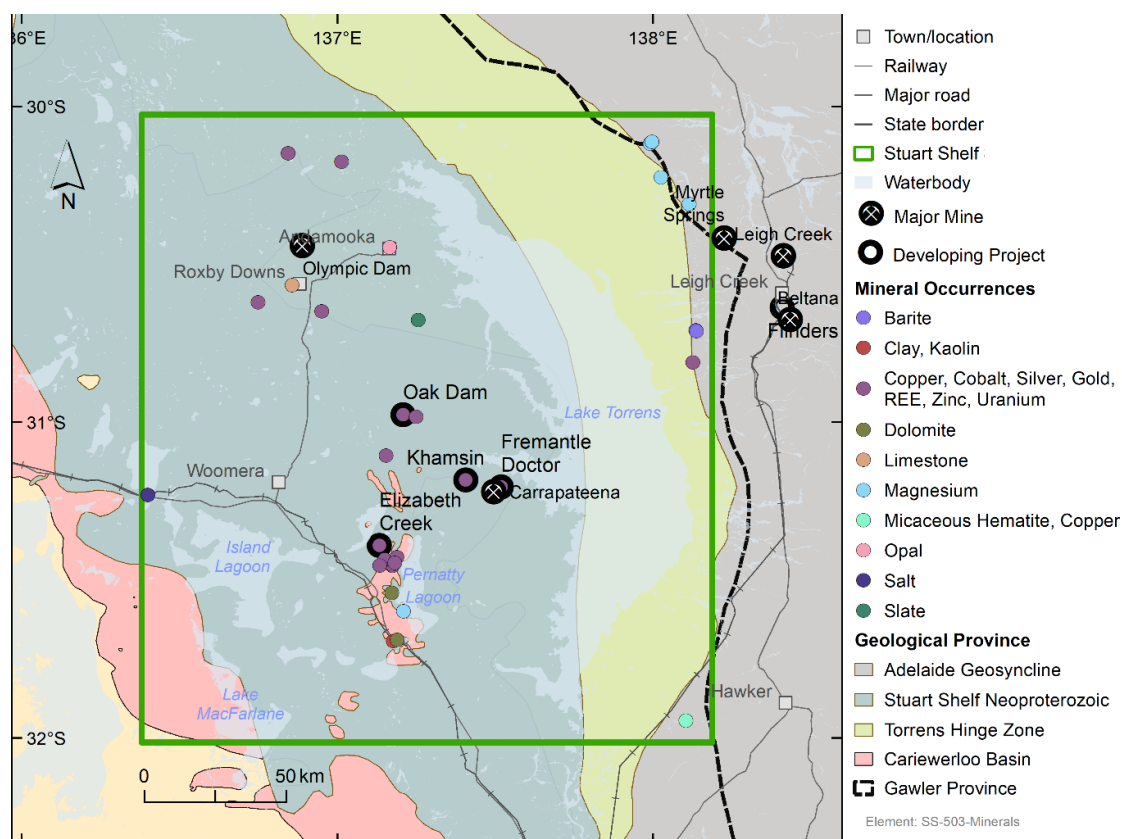 36°E
137°E
138°E
30°S
31°S
32°S
N
Myrtle
Springs
Leigh Creek
Andamooka
Roxby Downs
Olympic Dam
Leigh Creek
Beltana
Flinders
Oak Dam
Lake Torrens
Fremantle
Doctor
Khamsin
Woomera
Carrapateena
Elizabeth
Creek
Island
Lagoon
Pernatty
Lagoon
Lake
MacFarlane
Hawker
0
50 km
Town/location
Railway
Major road
State border
Stuart Shelf
Waterbody
Major Mine
Developing Project
Mineral Occurrences
Barite
Clay, Kaolin
Copper, Cobalt, Silver, Gold,
REE, Zinc, Uranium
Dolomite
Limestone
Magnesium
Micaceous Hematite, Copper
Opal
Salt
Slate
Geological Province
Adelaide Geosyncline
Stuart Shelf Neoproterozoic
Torrens Hinge Zone
Cariewerloo Basin
Gawler Province
Element: SS-503-Minerals